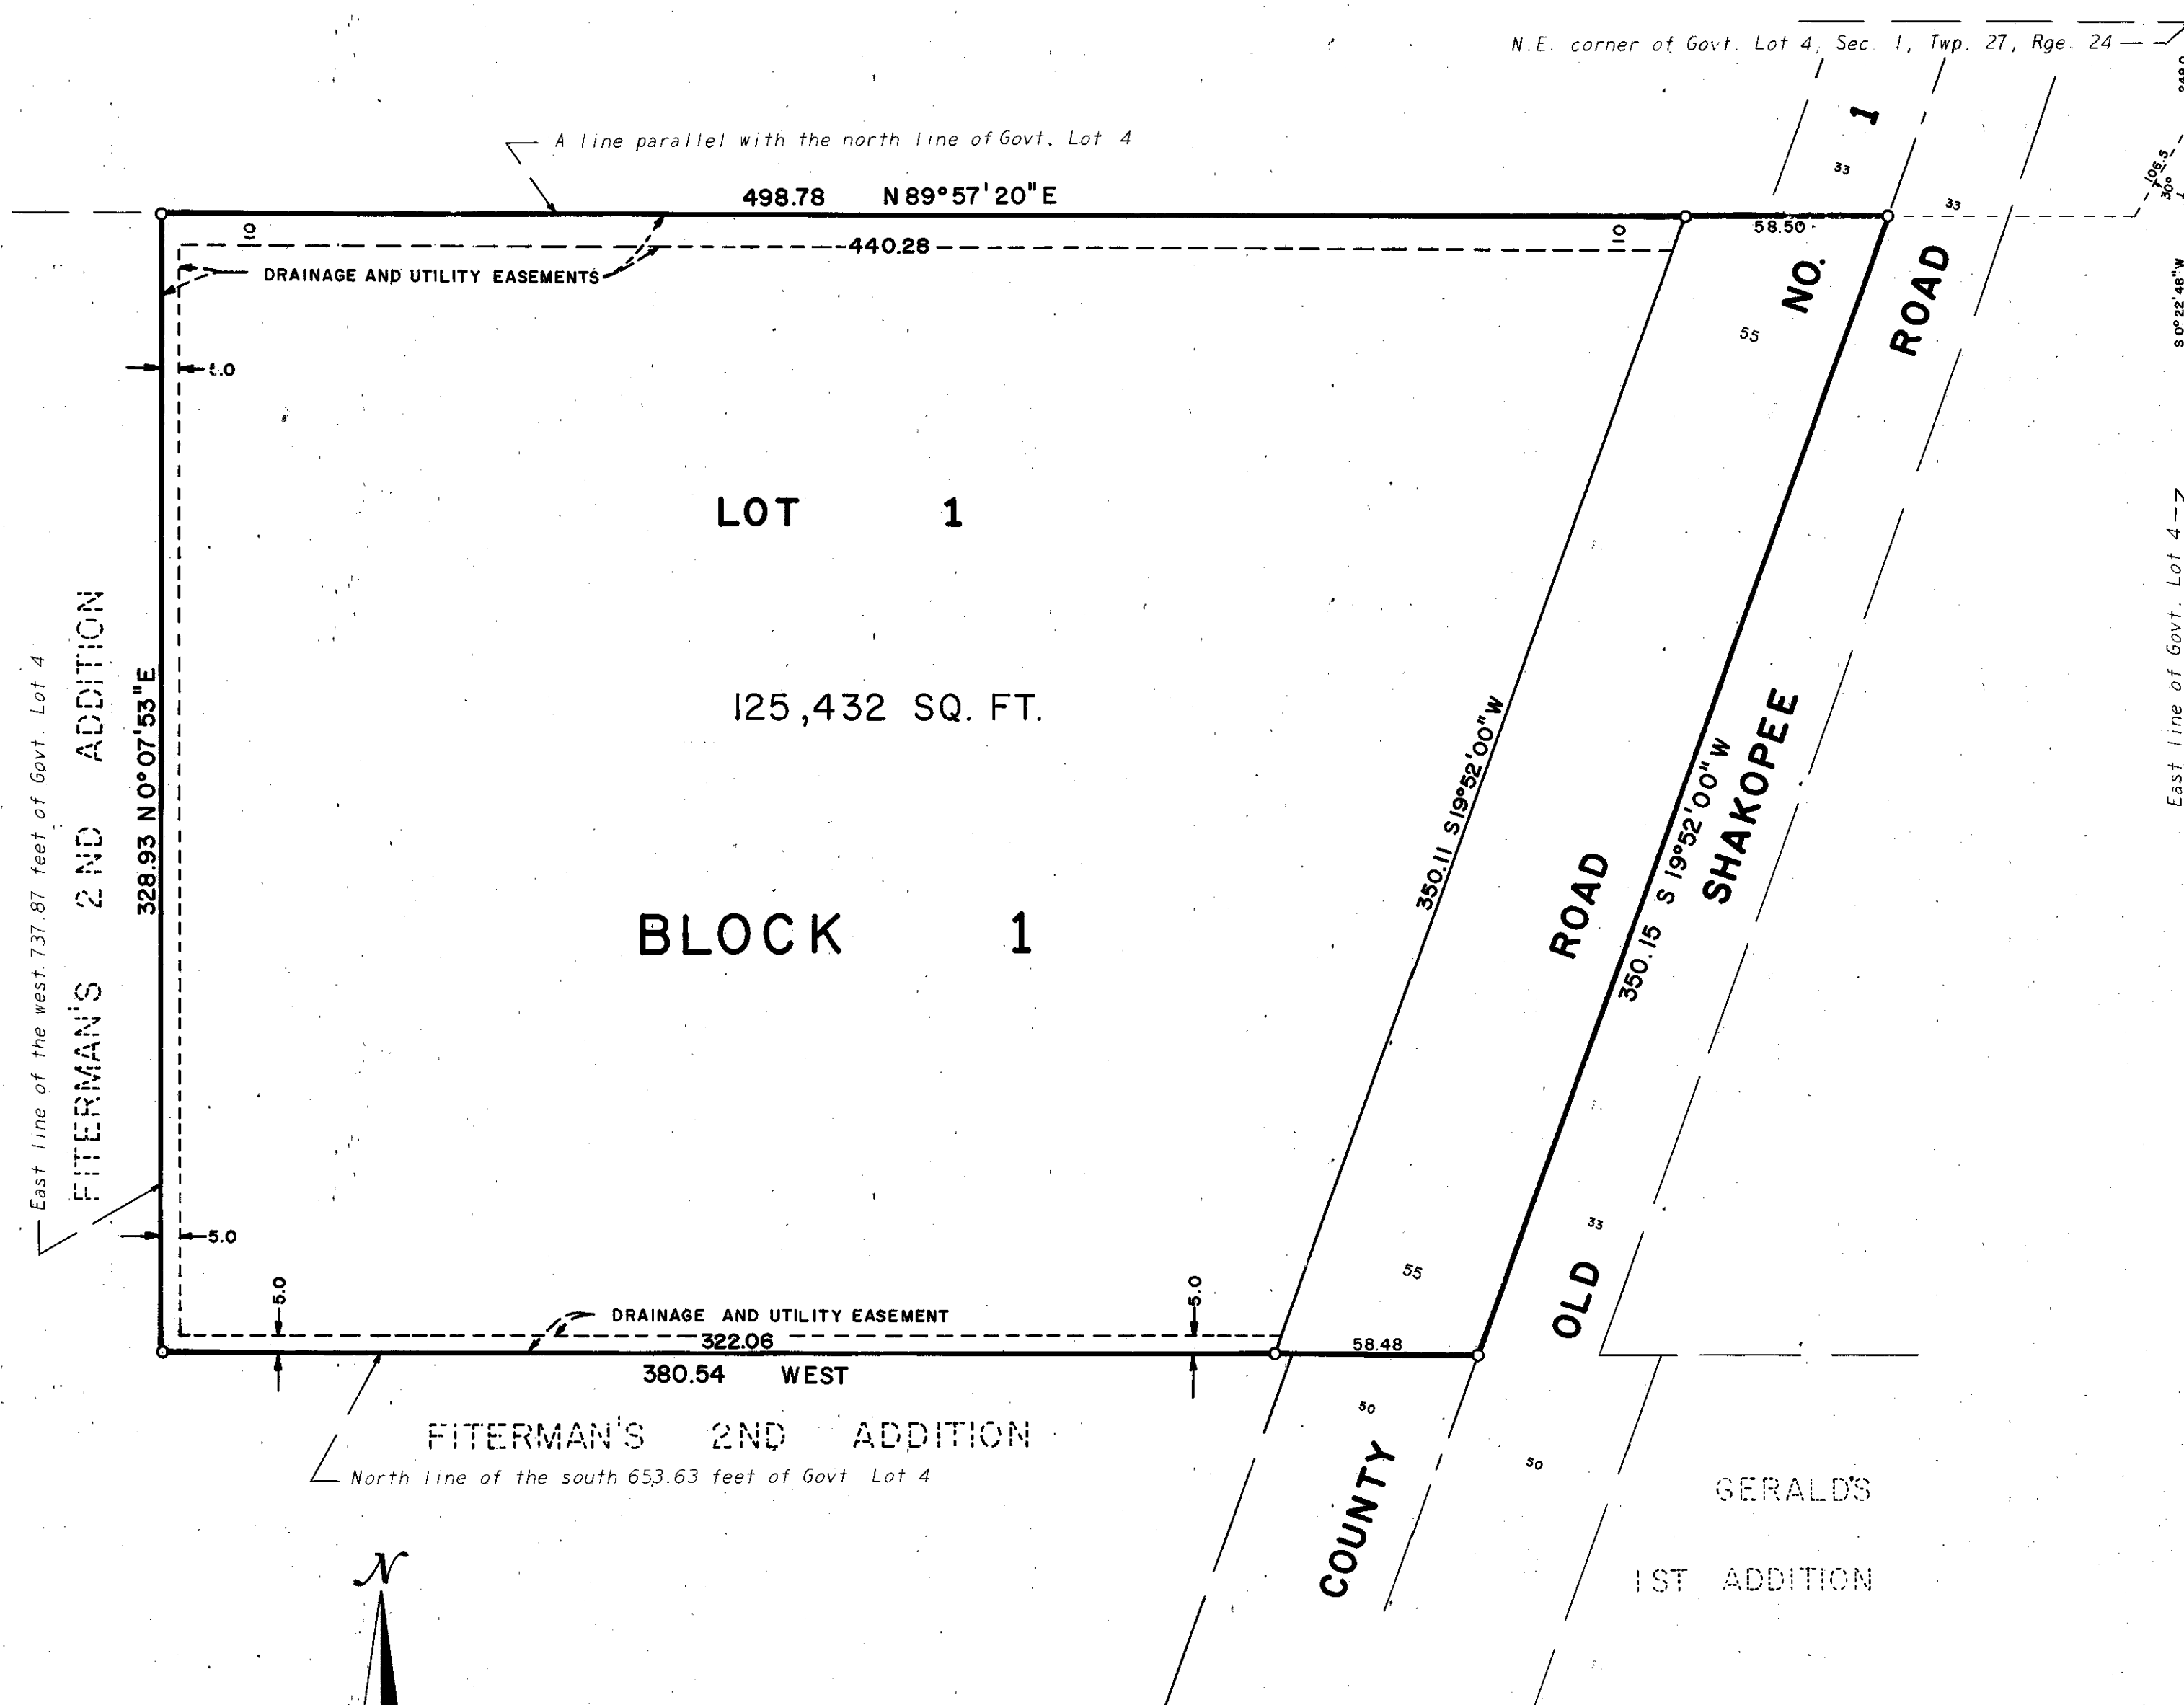 N.E. corner of Govt. Lot 4, Sec. 1, Twp. 27, Rge. 24
1
A line parallel with the north line of Govt. Lot 4
33
106.5
30°
498.78 N 89°57'20"E
33
58.50
10
10
440.28
DRAINAGE AND UTILITY EASEMENTS
NO.
ROAD
S 0°22'48"W
55
LOT 1
East line of Govt. Lot 4
125,432 SQ. FT.
350.11 S 19°52'00"W
350.15 S 19°52'00" W
SHAKOPEE
328.93 N 0°07'53"E
FITERMAN'S 2ND ADDITION
East line of the west 737.87 feet of Govt. Lot 4
BLOCK 1
ROAD
5.0
33
55
OLD
5.0
5.0
DRAINAGE AND UTILITY EASEMENT
322.06
58.48
380.54 WEST
50
FITERMAN'S 2ND ADDITION
North line of the south 653.63 feet of Govt Lot 4
COUNTY
50
GERALD'S
1ST ADDITION
N